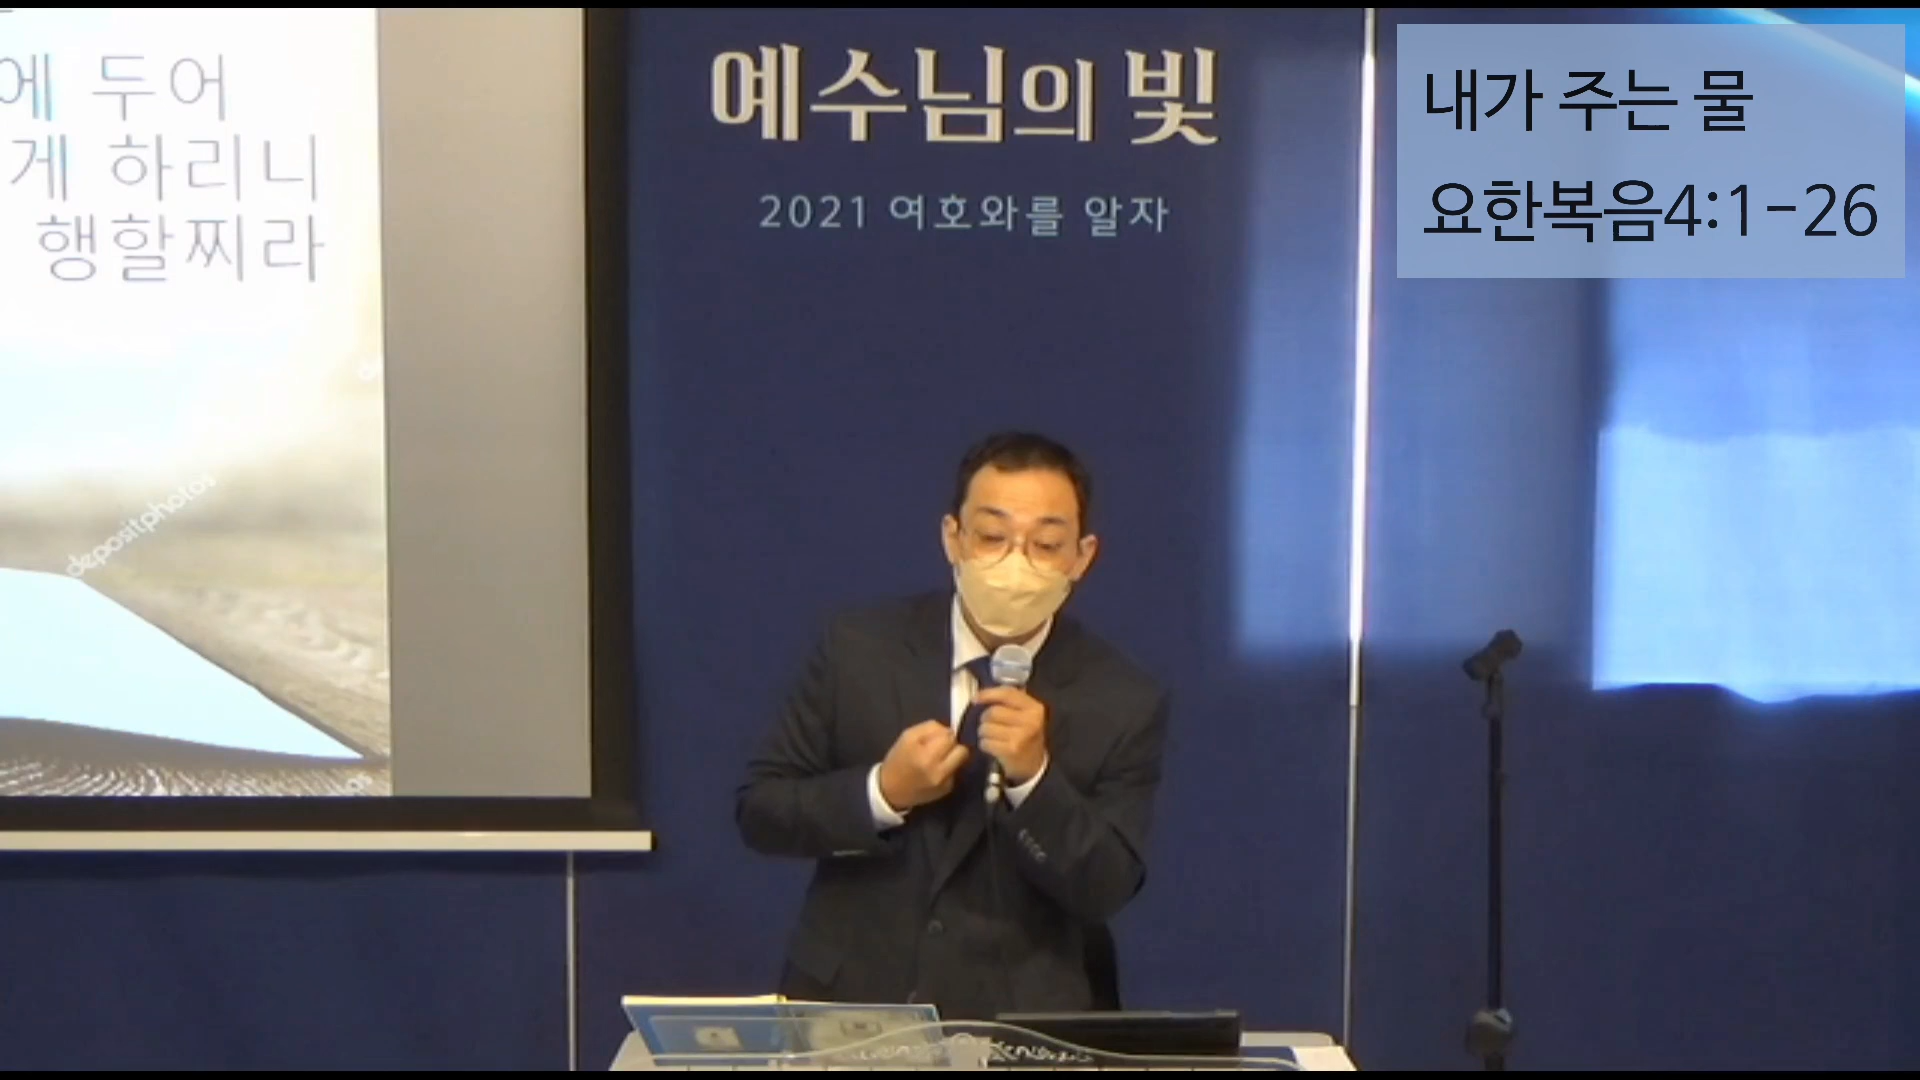 에 두어
게 하리니
행할찌라
depositphotos
예수님의 빛
2021 여호와를 알자
내가 주는 물
요한복음4:1-26